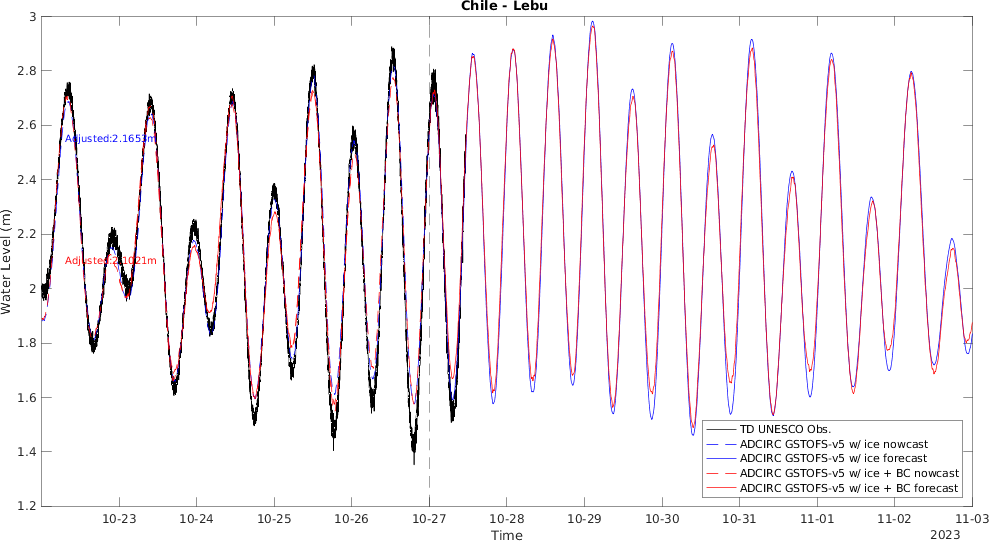 Chile - Lebu
3
2.8
2.6
2.4
2.2
2
1.8
1.6
1.4
1.2
Water Level (m)
Adjusted:2.1653m
Adjusted:2.1021m
TD UNESCO Obs.
ADCIRC GSTOFS-v5 w/ ice nowcast
ADCIRC GSTOFS-v5 w/ ice forecast
ADCIRC GSTOFS-v5 w/ ice + BC nowcast
ADCIRC GSTOFS-v5 w/ ice + BC forecast
10-23 10-24 10-25 10-26 10-27 10-28 10-29 10-30 10-31 11-01 11-02 11-03
Time
2023